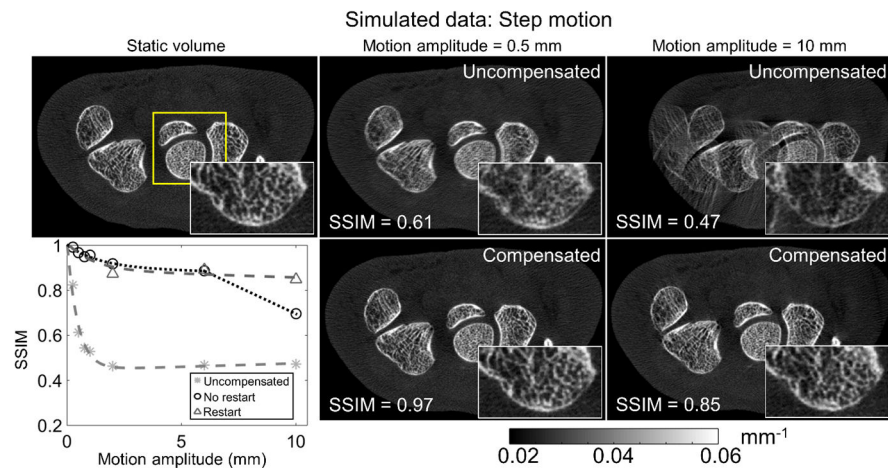 Simulated data: Step motion
Static volume
Motion amplitude = 0.5 mm
Motion amplitude = 10 mm
Uncompensated
SSIM = 0.61
Uncompensated
SSIM = 0.47
1
0.8
0.6
0.4
0.2
SSIM
0
5
10
Motion amplitude (mm)
Uncompensated
No restart
Restart
Compensated
SSIM = 0.97
Compensated
SSIM = 0.85
0.02
0.04
0.06
mm⁻¹